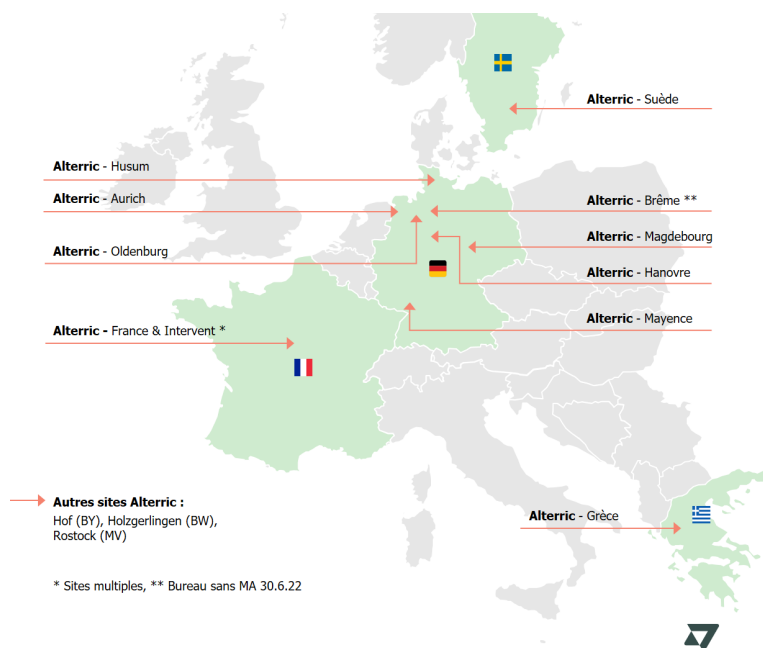 Alterric - Suède
Alterric - Husum
Alterric - Aurich
Alterric - Brême **
Alterric - Magdebourg
Alterric - Oldenburg
Alterric - Hanovre
Alterric - Mayence
Alterric - France & Intervent *
Autres sites Alterric :
Hof (BY), Holzgerlingen (BW),
Rostock (MV)
Alterric - Grèce
* Sites multiples, ** Bureau sans MA 30.6.22